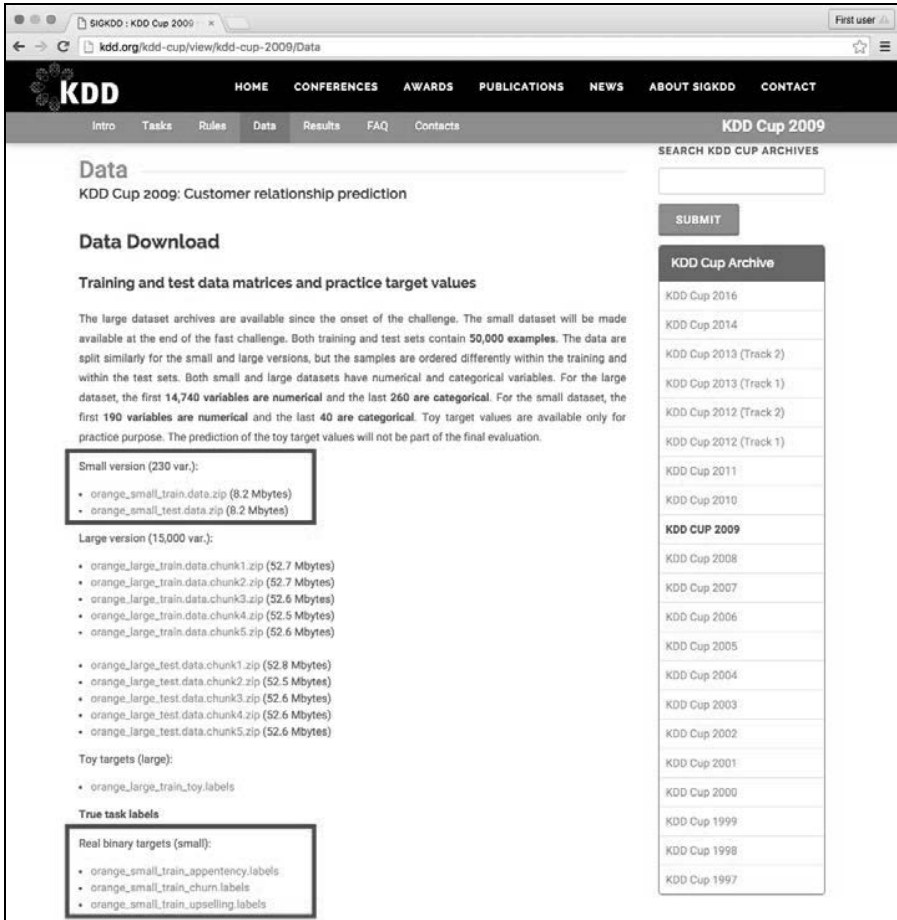 SIGKDD : KDD Cup 2009
First user
kdd.org/kdd-cup/view/kdd-cup-2009/Data
KDD
HOME CONFERENCES AWARDS PUBLICATIONS NEWS ABOUT SIGKDD CONTACT
Intro Tasks Rules Data Results FAQ Contacts KDD Cup 2009
Data
KDD Cup 2009: Customer relationship prediction
Data Download
Training and test data matrices and practice target values
The large dataset archives are available since the onset of the challenge. The small dataset will be made
available at the end of the fast challenge. Both training and test sets contain 50,000 examples. The data are
split similarly for the small and large versions, but the samples are ordered differently within the training and
within the test sets. Both small and large datasets have numerical and categorical variables. For the large
dataset, the first 14,740 variables are numerical and the last 260 are categorical. For the small dataset, the
first 190 variables are numerical and the last 40 are categorical. Toy target values are available only for
practice purpose. The prediction of the toy target values will not be part of the final evaluation.
Small version (230 var.):
• orange_small_train.data.zip (8.2 Mbytes)
• orange_small_test.data.zip (8.2 Mbytes)
Large version (15,000 var.):
• orange_large_train.data.chunk1.zip (52.7 Mbytes)
• orange_large_train.data.chunk2.zip (52.7 Mbytes)
• orange_large_train.data.chunk3.zip (52.6 Mbytes)
• orange_large_train.data.chunk4.zip (52.5 Mbytes)
• orange_large_train.data.chunk5.zip (52.6 Mbytes)
• orange_large_test.data.chunk1.zip (52.8 Mbytes)
• orange_large_test.data.chunk2.zip (52.5 Mbytes)
• orange_large_test.data.chunk3.zip (52.6 Mbytes)
• orange_large_test.data.chunk4.zip (52.6 Mbytes)
• orange_large_test.data.chunk5.zip (52.6 Mbytes)
Toy targets (large):
• orange_large_train_toy.labels
True task labels
Real binary targets (small):
• orange_small_train_appentency.labels
• orange_small_train_churn.labels
• orange_small_train_upselling.labels
SEARCH KDD CUP ARCHIVES
SUBMIT
KDD Cup Archive
KDD Cup 2016
KDD Cup 2014
KDD Cup 2013 (Track 2)
KDD Cup 2013 (Track 1)
KDD Cup 2012 (Track 2)
KDD Cup 2012 (Track 1)
KDD Cup 2011
KDD Cup 2010
KDD CUP 2009
KDD Cup 2008
KDD Cup 2007
KDD Cup 2006
KDD Cup 2005
KDD Cup 2004
KDD Cup 2003
KDD Cup 2002
KDD Cup 2001
KDD Cup 2000
KDD Cup 1999
KDD Cup 1998
KDD Cup 1997